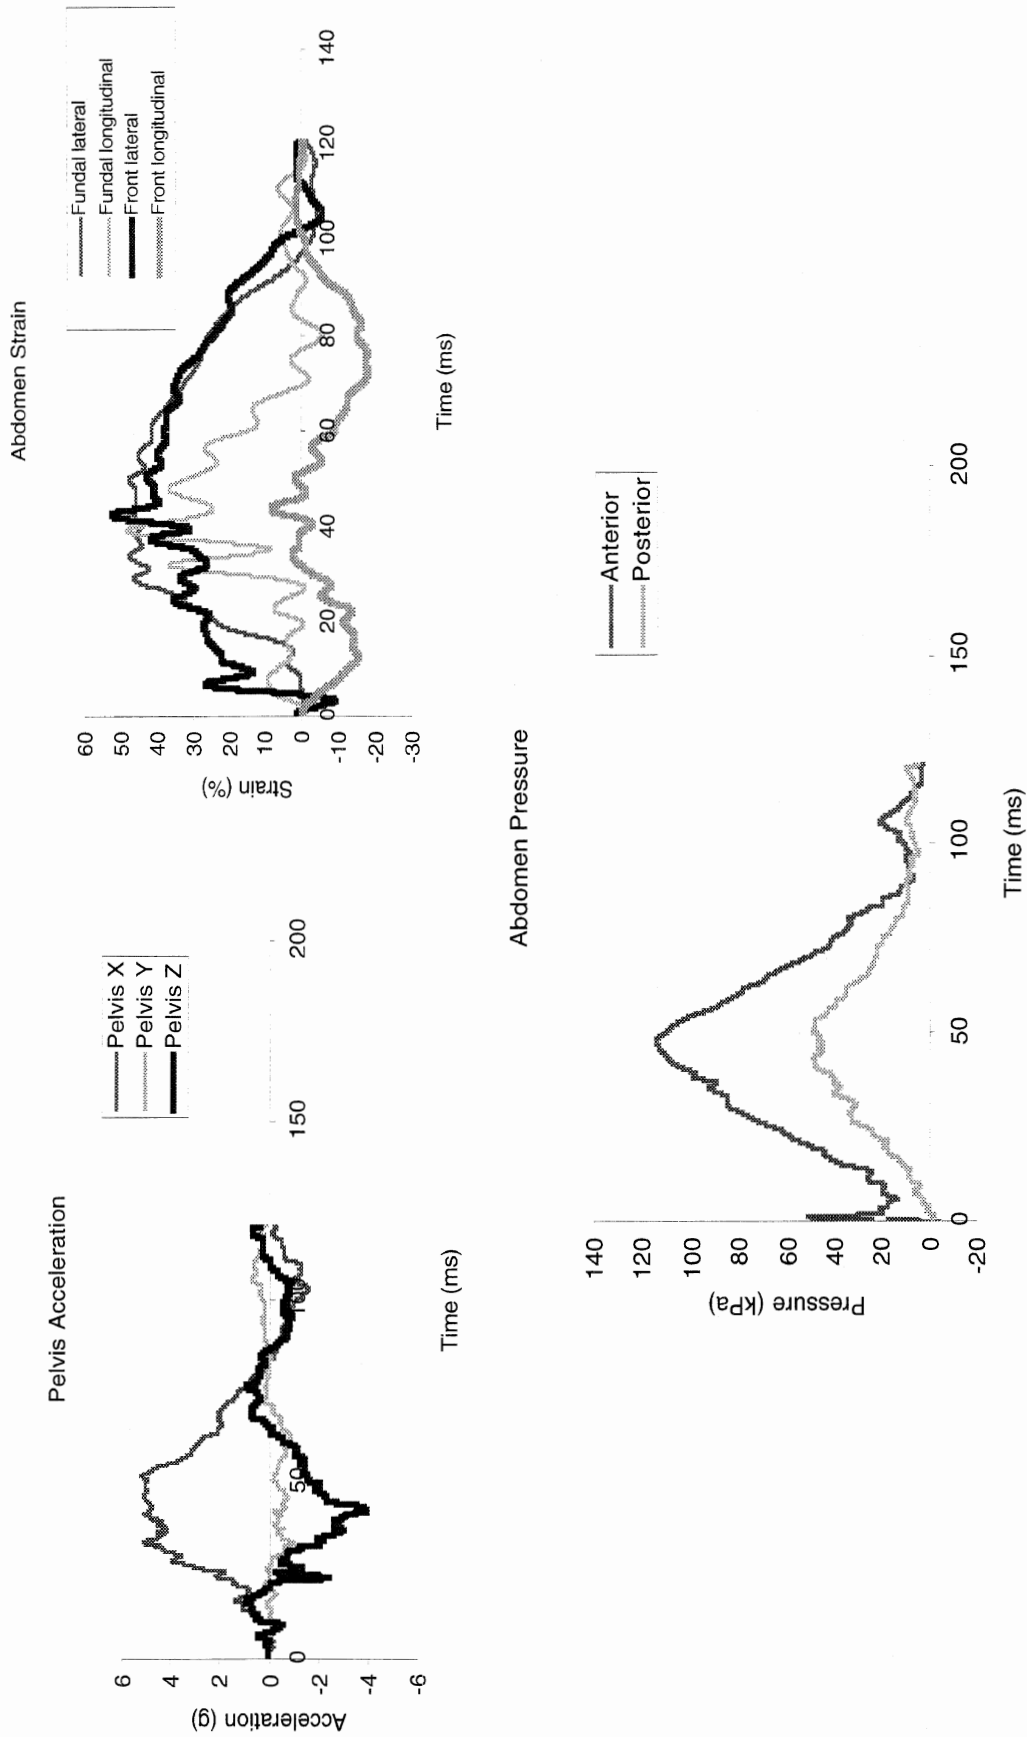 Pelvis Acceleration
6
4
2
0
-2
-4
-6
Acceleration (g)
0
50
100
150
200
Time (ms)
Pelvis X
Pelvis Y
Pelvis Z
Abdomen Strain
60
50
40
30
20
10
0
-10
-20
-30
Strain (%)
0
20
40
60
80
100
120
140
Time (ms)
Fundal lateral
Fundal longitudinal
Front lateral
Front longitudinal
Abdomen Pressure
140
120
100
80
60
40
20
0
-20
Pressure (kPa)
0
50
100
150
200
Time (ms)
Anterior
Posterior